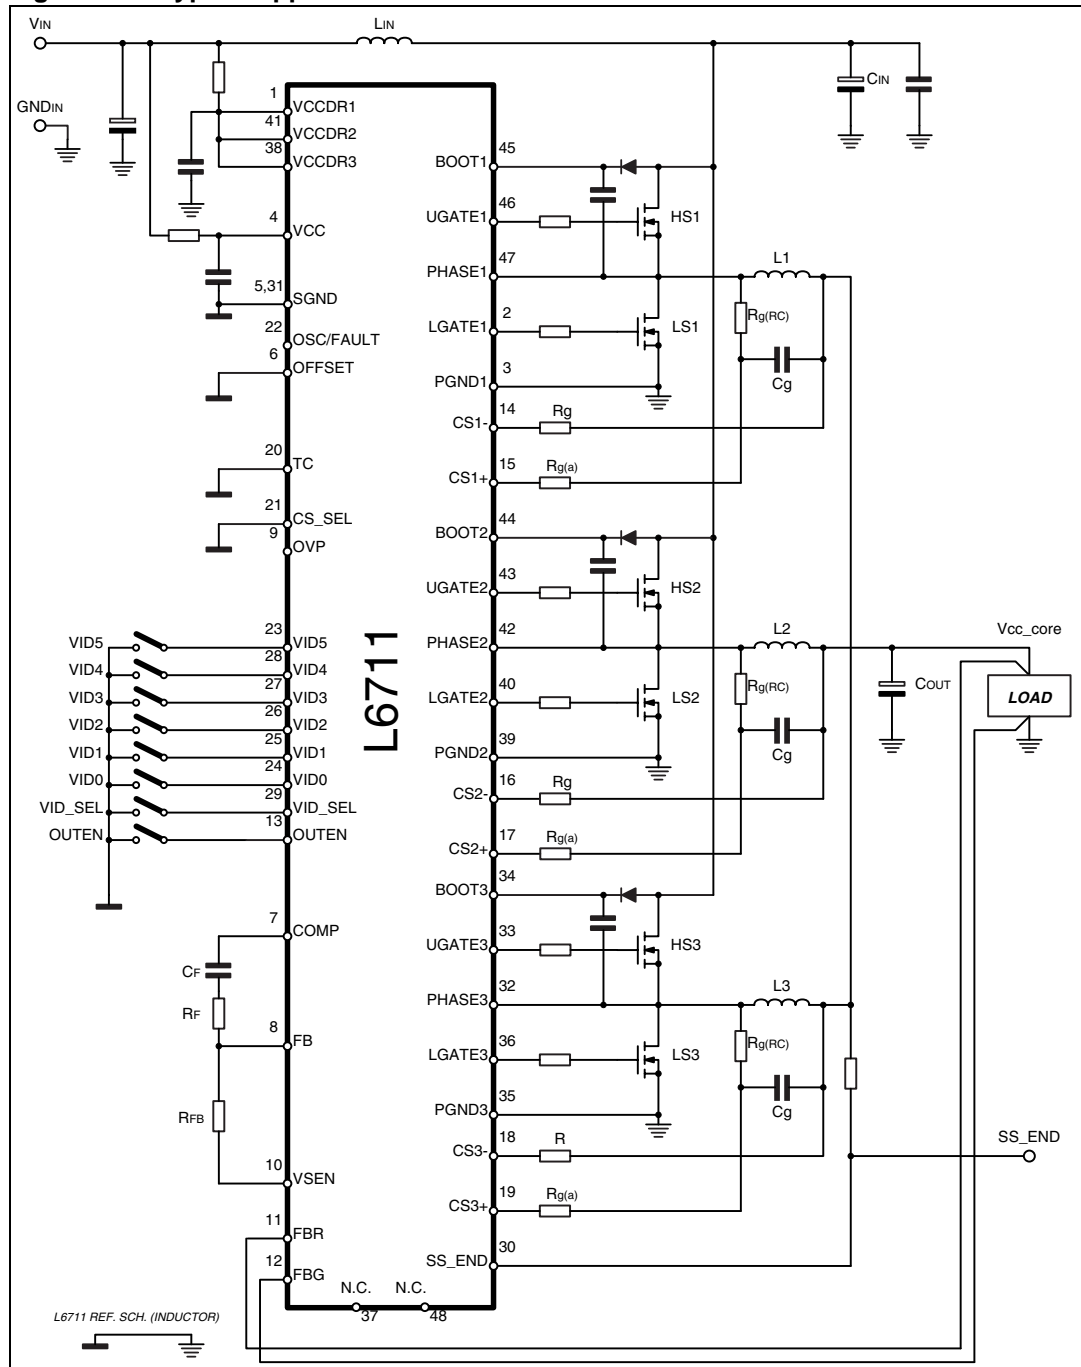 VIN
LIN
GNDIN
CIN
1
VCCDR1
41
VCCDR2
38
VCCDR3
4
VCC
5,31
SGND
22
OSC/FAULT
6
OFFSET
20
TC
21
CS_SEL
9
OVP
VID5
23
VID5
VID4
28
VID4
VID3
27
VID3
VID2
26
VID2
VID1
25
VID1
VID0
24
VID0
VID_SEL
29
VID_SEL
OUTEN
13
OUTEN
7
COMP
CF
RF
8
FB
RFB
10
VSEN
11
FBR
12
FBG
L6711
N.C.
N.C.
37
48
BOOT1
45
UGATE1
46
HS1
PHASE1
47
L1
Rg(RC)
LGATE1
2
LS1
Cg
PGND1
3
CS1-
14
Rg
CS1+
15
Rg(a)
BOOT2
44
UGATE2
43
HS2
PHASE2
42
L2
Rg(RC)
LGATE2
40
LS2
Cg
PGND2
39
CS2-
16
Rg
CS2+
17
Rg(a)
BOOT3
34
UGATE3
33
HS3
PHASE3
32
L3
Rg(RC)
LGATE3
36
LS3
Cg
PGND3
35
CS3-
18
R
CS3+
19
Rg(a)
SS_END
30
Vcc_core
COUT
LOAD
SS_END
L6711 REF. SCH. (INDUCTOR)